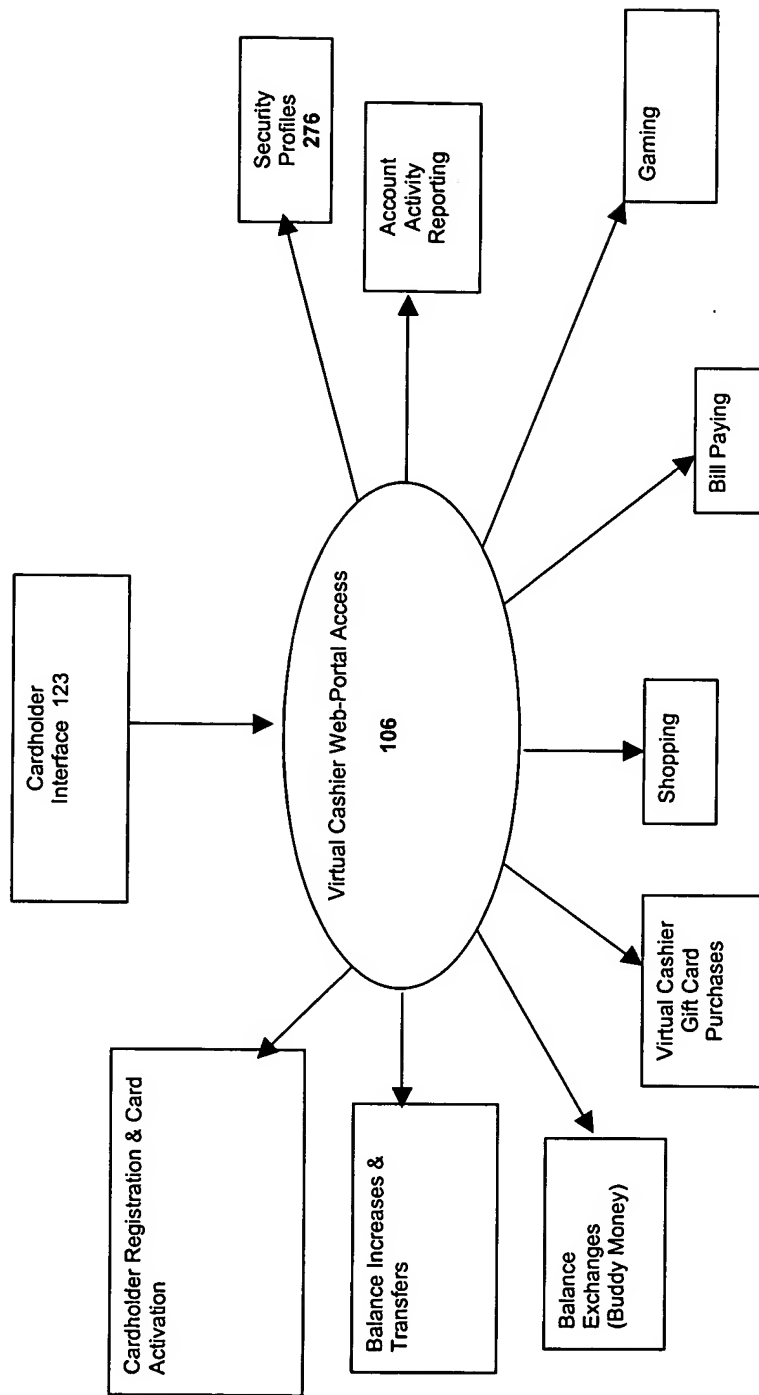 Cardholder
Interface 123
Virtual Cashier Web-Portal Access
106
Cardholder Registration & Card
Activation
Balance Increases &
Transfers
Balance
Exchanges
(Buddy Money)
Virtual Cashier
Gift Card
Purchases
Shopping
Bill Paying
Gaming
Account
Activity
Reporting
Security
Profiles
276